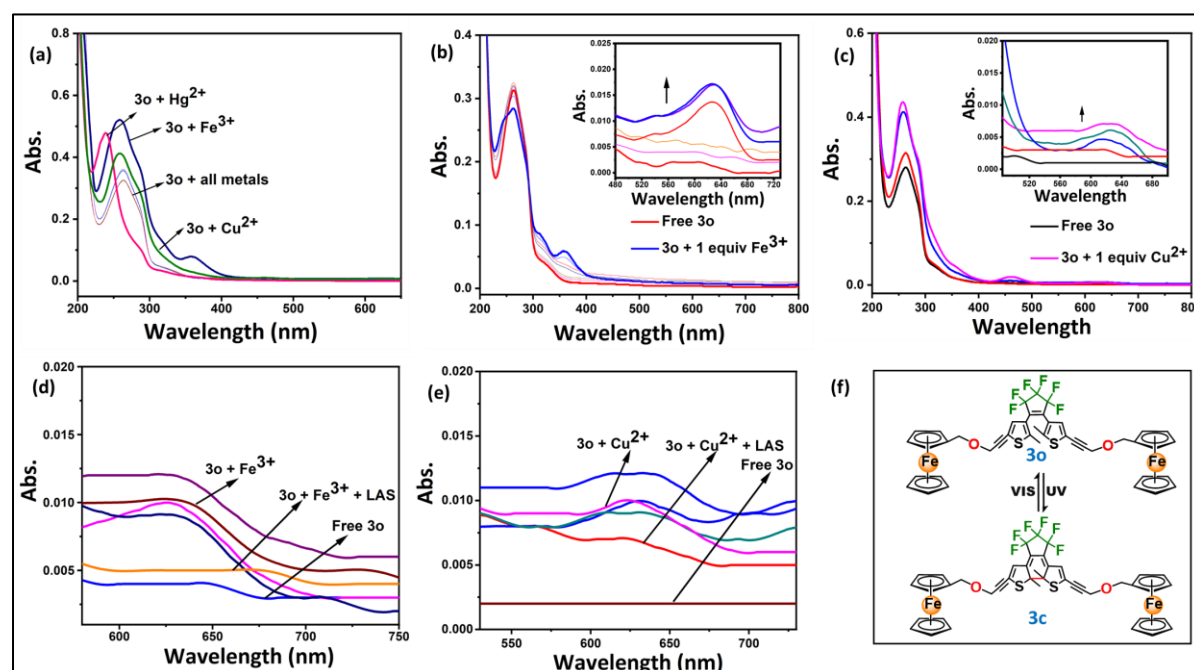 (a)
0.8
0.6
0.4
0.2
0.0
Abs.
3o + Hg2+
3o + Fe3+
3o + all metals
3o + Cu2+
200 300 400 500 600
Wavelength (nm)
(b)
0.4
0.3
0.2
0.1
0.0
Abs.
0.025
0.020
0.015
0.010
0.005
0.000
Abs.
480 560 640 720
Wavelength (nm)
Free 3o
3o + 1 equiv Fe3+
200 300 400 500 600 700 800
Wavelength (nm)
(c)
0.6
0.4
0.2
0.0
Abs.
0.020
0.015
0.010
0.005
0.000
Abs.
500 600 700
Wavelength (nm)
Free 3o
3o + 1 equiv Cu2+
200 300 400 500 600 700 800
Wavelength (nm)
(d)
0.020
0.015
0.010
0.005
Abs.
3o + Fe3+
3o + Fe3+ + LAS
Free 3o
600 650 700 750
Wavelength (nm)
(e)
0.020
0.015
0.010
0.005
0.000
Abs.
3o + Cu2+
3o + Cu2+ + LAS
Free 3o
550 600 650 700
Wavelength (nm)
(f)
F F F F F F
O S S O
Fe 3o Fe
VIS UV
F F F F F F
O S S O
Fe 3c Fe